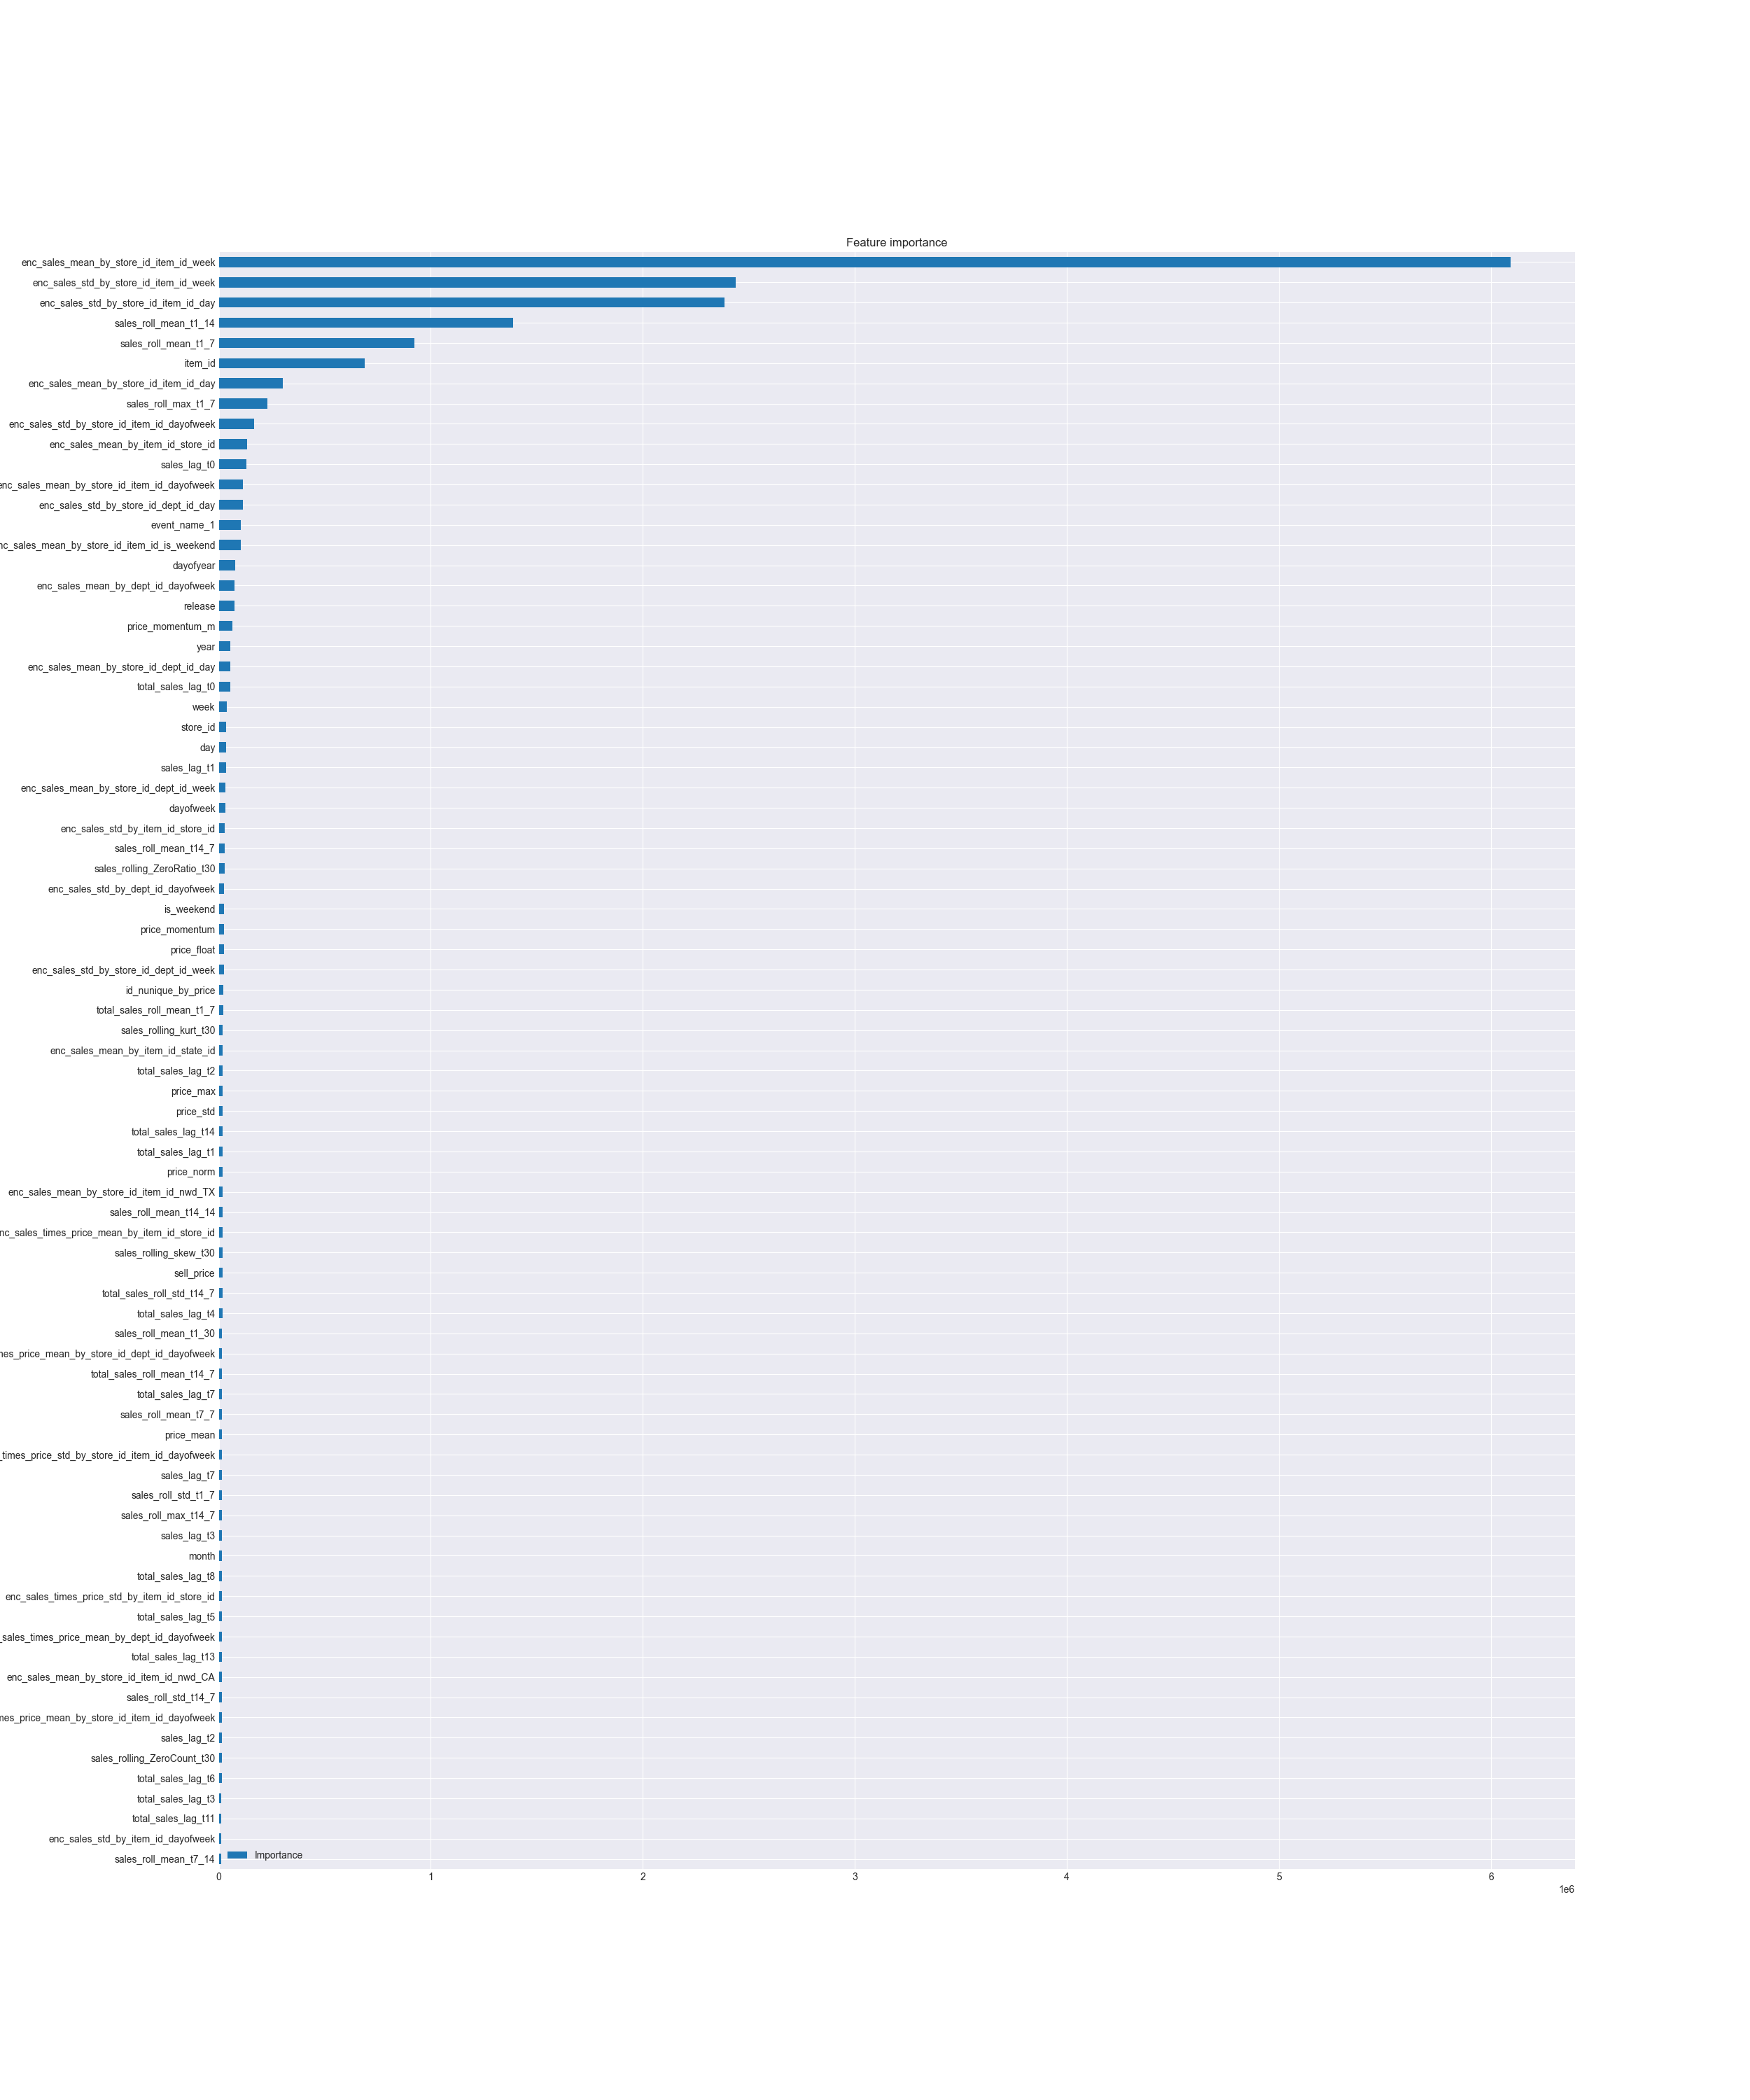 Feature importance
enc_sales_mean_by_store_id_item_id_week
enc_sales_std_by_store_id_item_id_week
enc_sales_std_by_store_id_item_id_day
sales_roll_mean_t1_14
sales_roll_mean_t1_7
item_id
enc_sales_mean_by_store_id_item_id_day
sales_roll_max_t1_7
enc_sales_std_by_store_id_item_id_dayofweek
enc_sales_mean_by_item_id_store_id
sales_lag_t0
enc_sales_mean_by_store_id_item_id_dayofweek
enc_sales_std_by_store_id_dept_id_day
event_name_1
nc_sales_mean_by_store_id_item_id_is_weekend
dayofyear
enc_sales_mean_by_dept_id_dayofweek
release
price_momentum_m
year
enc_sales_mean_by_store_id_dept_id_day
total_sales_lag_t0
week
store_id
day
sales_lag_t1
enc_sales_mean_by_store_id_dept_id_week
dayofweek
enc_sales_std_by_item_id_store_id
sales_roll_mean_t14_7
sales_rolling_ZeroRatio_t30
enc_sales_std_by_dept_id_dayofweek
is_weekend
price_momentum
price_float
enc_sales_std_by_store_id_dept_id_week
id_nunique_by_price
total_sales_roll_mean_t1_7
sales_rolling_kurt_t30
enc_sales_mean_by_item_id_state_id
total_sales_lag_t2
price_max
price_std
total_sales_lag_t14
total_sales_lag_t1
price_norm
enc_sales_mean_by_store_id_item_id_nwd_TX
sales_roll_mean_t14_14
nc_sales_times_price_mean_by_item_id_store_id
sales_rolling_skew_t30
sell_price
total_sales_roll_std_t14_7
total_sales_lag_t4
sales_roll_mean_t1_30
nes_price_mean_by_store_id_dept_id_dayofweek
total_sales_roll_mean_t14_7
total_sales_lag_t7
sales_roll_mean_t7_7
price_mean
_times_price_std_by_store_id_item_id_dayofweek
sales_lag_t7
sales_roll_std_t1_7
sales_roll_max_t14_7
sales_lag_t3
month
total_sales_lag_t8
enc_sales_times_price_std_by_item_id_store_id
total_sales_lag_t5
_sales_times_price_mean_by_dept_id_dayofweek
total_sales_lag_t13
enc_sales_mean_by_store_id_item_id_nwd_CA
sales_roll_std_t14_7
nes_price_mean_by_store_id_item_id_dayofweek
sales_lag_t2
sales_rolling_ZeroCount_t30
total_sales_lag_t6
total_sales_lag_t3
total_sales_lag_t11
enc_sales_std_by_item_id_dayofweek
sales_roll_mean_t7_14
Importance
0 1 2 3 4 5 6
1e6